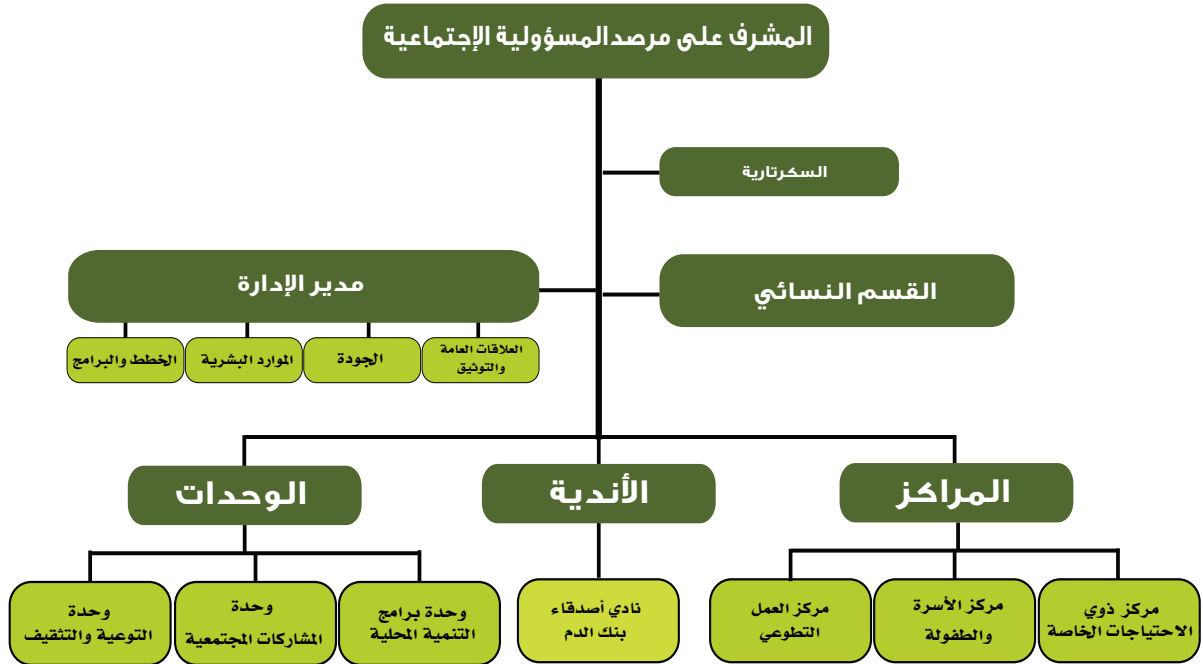 المشرف على مرصد المسؤولية الإجتماعية
السكرتارية
القسم النسائي
مدير الإدارة
العلاقات العامة
والتوثيق
الجودة
الموارد البشرية
الخطط والبرامج
المراكز
الأندية
الوحدات
مركز ذوي
الاحتياجات الخاصة
مركز الأسرة
والطفولة
مركز العمل
التطوعي
نادي أصدقاء
بنك الدم
وحدة برامج
التنمية المحلية
وحدة
المشاركات المجتمعية
وحدة
التوعية والتثقيف